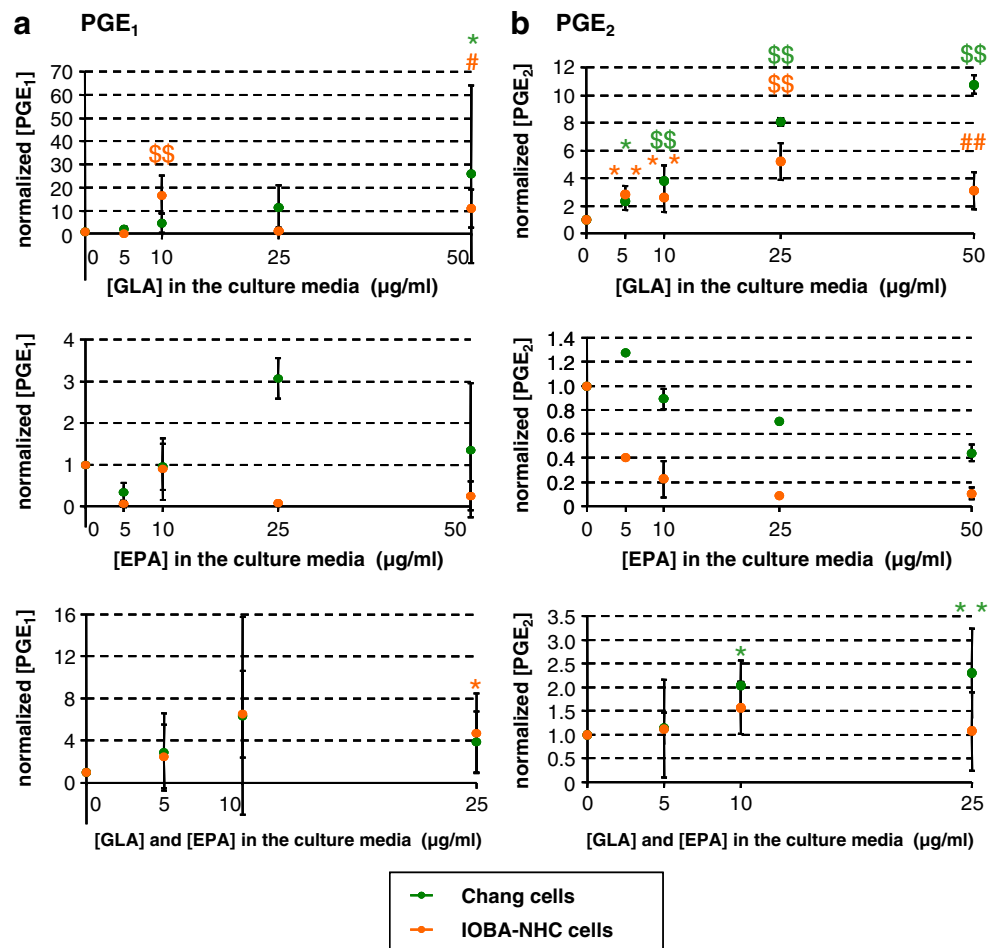 a PGE1
b PGE2
normalized [PGE1]
70
60
50
40
30
20
10
0
$$
*
#
0 5 10 25 50
[GLA] in the culture media (µg/ml)
normalized [PGE2]
12
10
8
6
4
2
0
*
* *
$$
* *
$$
$$
$$
##
0 5 10 25 50
[GLA] in the culture media (µg/ml)
normalized [PGE1]
4
3
2
1
0
0 5 10 25 50
[EPA] in the culture media (µg/ml)
normalized [PGE2]
1.4
1.2
1.0
0.8
0.6
0.4
0.2
0
0 5 10 25 50
[EPA] in the culture media (µg/ml)
normalized [PGE1]
16
12
8
4
0
*
0 5 10 25
[GLA] and [EPA] in the culture media (µg/ml)
normalized [PGE2]
3.5
3.0
2.5
2.0
1.5
1.0
0.5
0
*
* *
0 5 10 25
[GLA] and [EPA] in the culture media (µg/ml)
Chang cells
IOBA-NHC cells